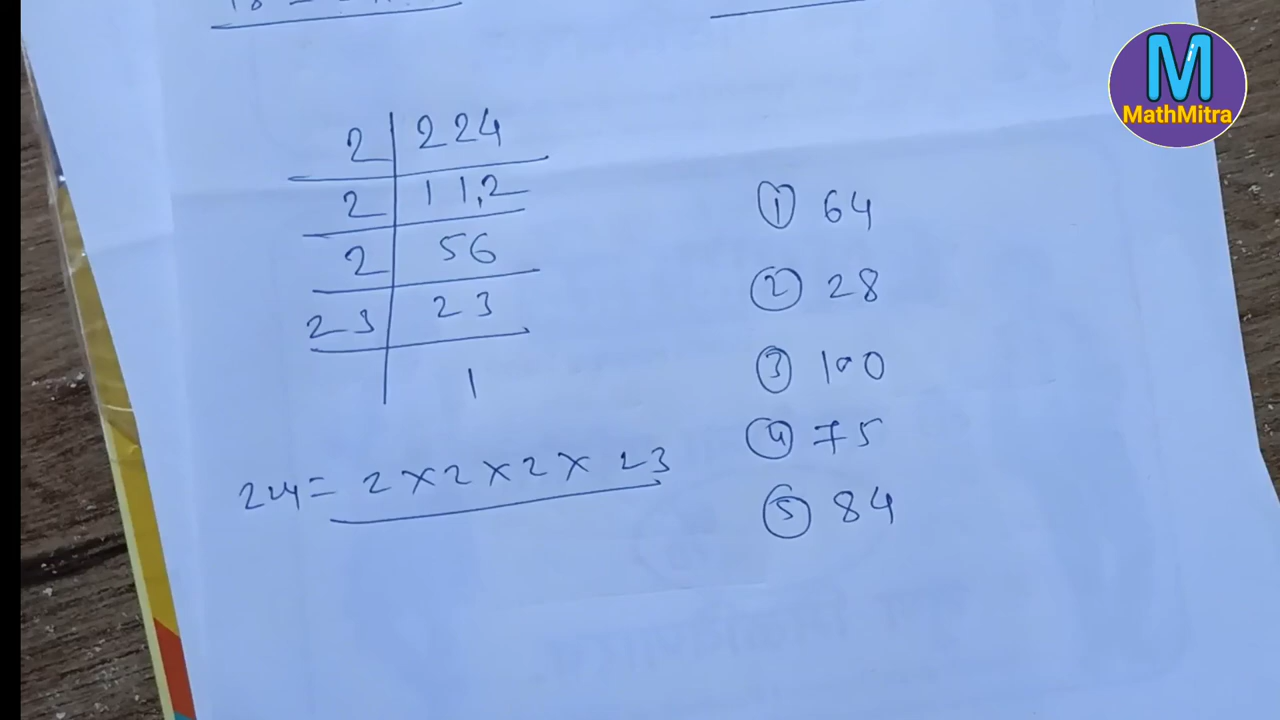 M
MathMitra
2 | 224
2 | 112
2 | 56
23 | 23
1
224 = 2 × 2 × 2 × 23
① 64
② 28
③ 100
④ 75
⑤ 84